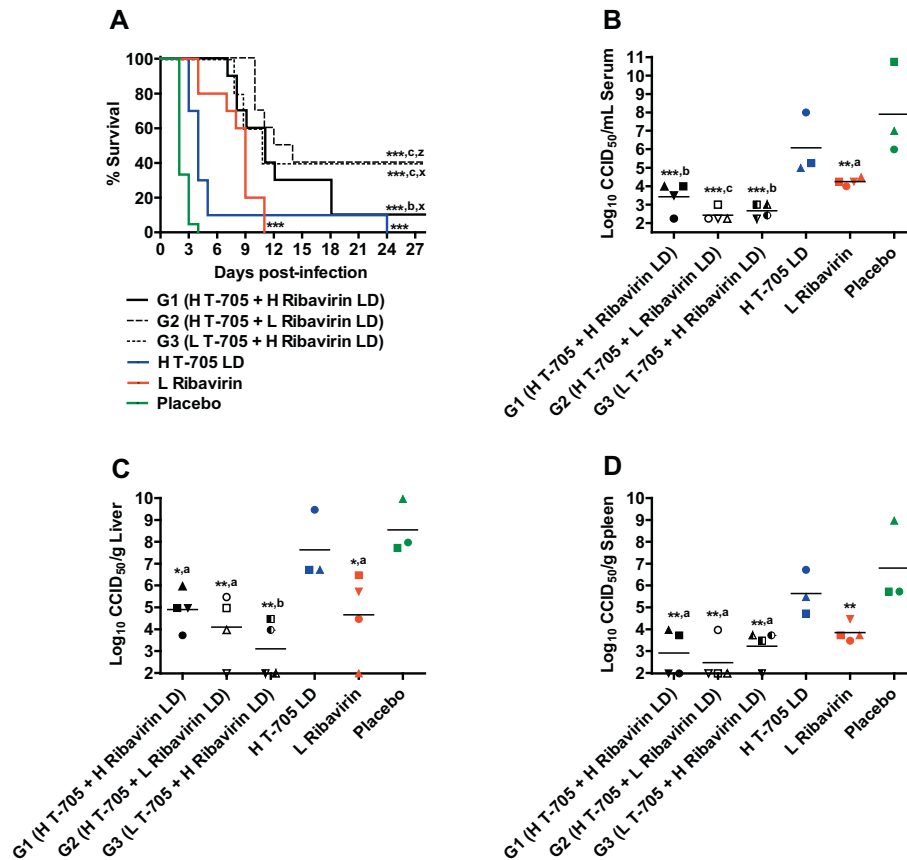 A
% Survival
100
80
60
40
20
0
***,c,z
***,c,x
***,b,x
***
***
0 3 6 9 12 15 18 21 24 27
Days post-infection
G1 (H T-705 + H Ribavirin LD)
G2 (H T-705 + L Ribavirin LD)
G3 (L T-705 + H Ribavirin LD)
H T-705 LD
L Ribavirin
Placebo
B
Log10 CCID50/mL Serum
11
10
9
8
7
6
5
4
3
2
***,b
***,c
***,b
**,a
G1 (H T-705 + H Ribavirin LD)
G2 (H T-705 + L Ribavirin LD)
G3 (L T-705 + H Ribavirin LD)
H T-705 LD
L Ribavirin
Placebo
C
Log10 CCID50/g Liver
10
9
8
7
6
5
4
3
2
*,a
**,a
**,b
*,a
G1 (H T-705 + H Ribavirin LD)
G2 (H T-705 + L Ribavirin LD)
G3 (L T-705 + H Ribavirin LD)
H T-705 LD
L Ribavirin
Placebo
D
Log10 CCID50/g Spleen
10
9
8
7
6
5
4
3
2
**,a
**,a
**,a
**
G1 (H T-705 + H Ribavirin LD)
G2 (H T-705 + L Ribavirin LD)
G3 (L T-705 + H Ribavirin LD)
H T-705 LD
L Ribavirin
Placebo